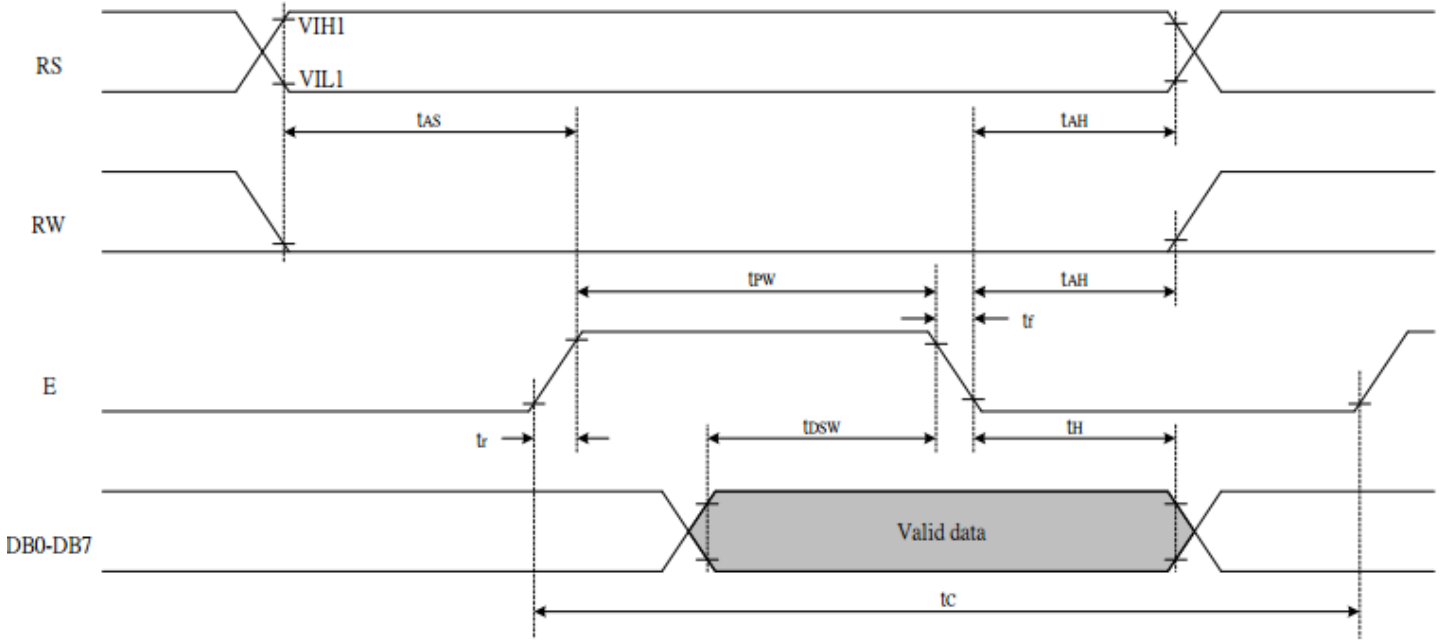 VIH1
RS
VIL1
tAS
tAH
RW
tPW
tAH
tf
E
tr
tDSW
tH
DB0-DB7
Valid data
tC